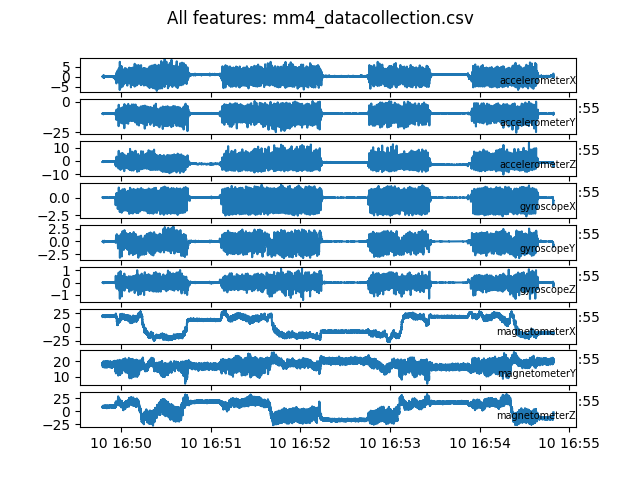 All features: mm4_datacollection.csv
5
0
−5
accelerometerX
0
−25
accelerometerY
:55
10
0
−10
accelerometerZ
:55
0.0
−2.5
gyroscopeX
:55
2.5
0.0
−2.5
gyroscopeY
:55
1
0
−1
gyroscopeZ
:55
25
0
−25
magnetometerX
:55
20
10
magnetometerY
:55
25
0
−25
magnetometerZ
:55
10 16:50 10 16:51 10 16:52 10 16:53 10 16:54 10 16:55